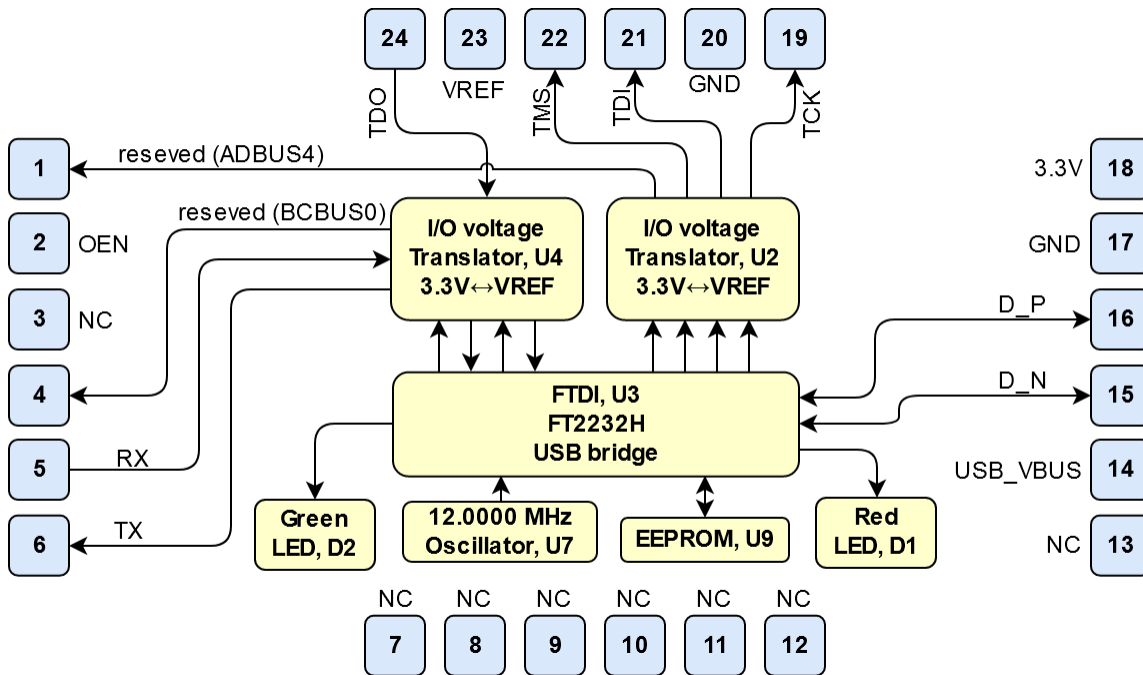 24
23
22
21
20
19
TDO
VREF
TMS
TDI
GND
TCK
1
reseved (ADBUS4)
3.3V
18
reseved (BCBUS0)
2
OEN
I/O voltage
Translator, U4
3.3V↔VREF
I/O voltage
Translator, U2
3.3V↔VREF
GND
17
3
NC
D_P
16
4
FTDI, U3
FT2232H
USB bridge
D_N
15
5
RX
USB_VBUS
14
6
TX
Green
LED, D2
12.0000 MHz
Oscillator, U7
EEPROM, U9
Red
LED, D1
NC
13
NC
NC
NC
NC
NC
NC
7
8
9
10
11
12